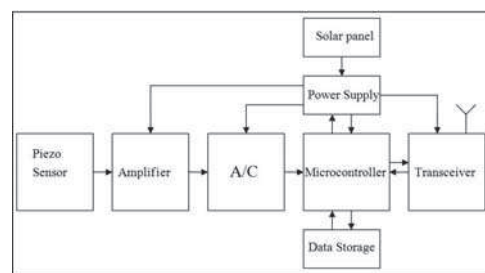 Solar panel
Power Supply
Piezo
Sensor
Amplifier
A/C
Microcontroller
Transceiver
Data Storage